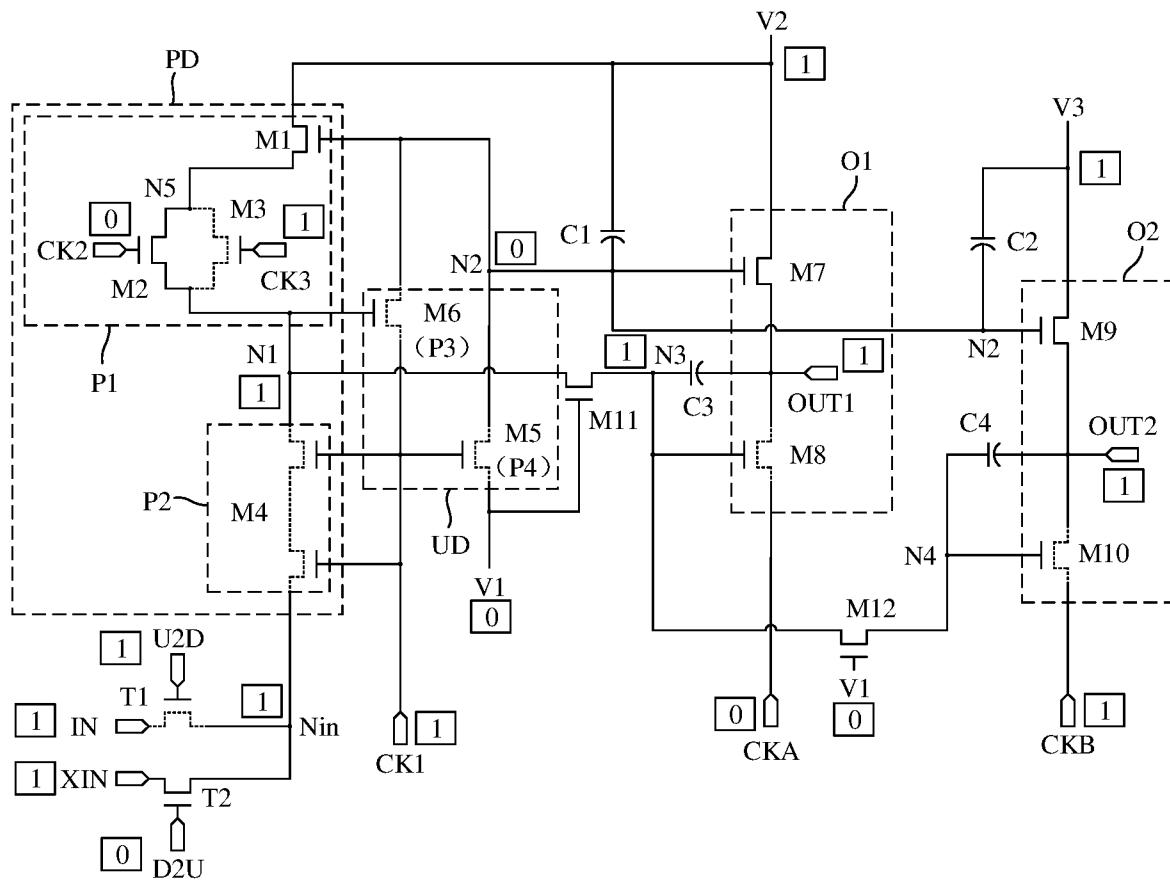 V2
1
PD
M1
V3
1
O1
N5
M3
0
1
CK2
M2
CK3
C1
N2
0
M7
C2
O2
M6
(P3)
M9
N2
P1
N1
1
1
N3
C3
1
OUT1
M11
M5
(P4)
M8
C4
OUT2
1
P2
M4
UD
N4
M10
V1
0
M12
V1
0
U2D
1
T1
1
1
IN
Nin
1
CK1
0
CKA
1
CKB
1
XIN
T2
0
D2U